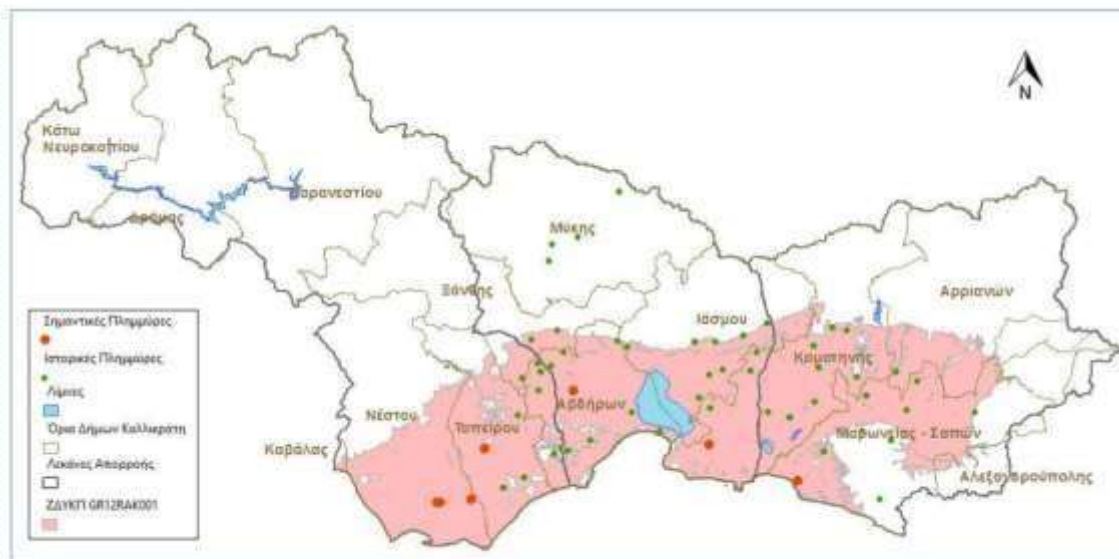 N
Κάτω
Νευροκοπίου
Δράμας
Παρανεστίου
Μύκης
Ξάνθης
Ιάσμου
Αρριανών
Κομοτηνής
Νέστου
Τοπείρου
Αβδήρων
Μαρωνείας - Σαπών
Καβάλας
Αλεξανδρούπολης
Σημαντικές Πλημμύρες
Ιστορικές Πλημμύρες
Λίμνες
Όρια Δήμων Καλλικράτη
Λεκάνες Απορροής
ΖΔΥΚΠ GR12RAK001